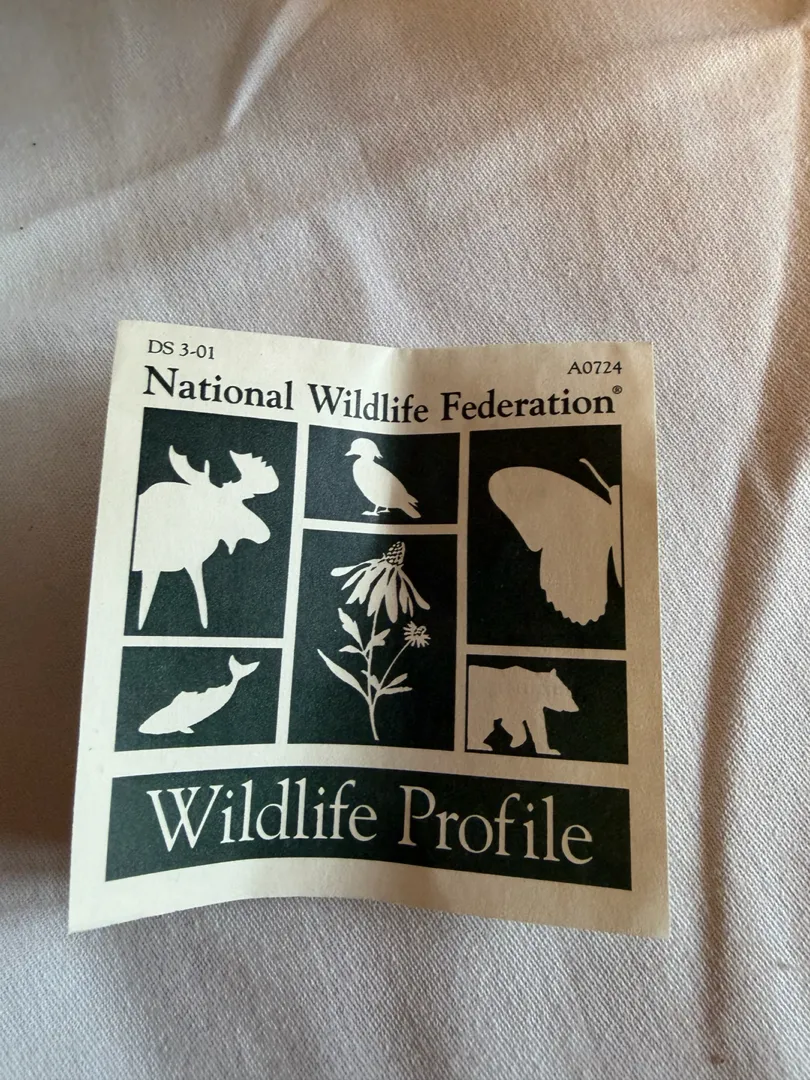 DS 3-01
A0724
National Wildlife Federation®
Wildlife Profile